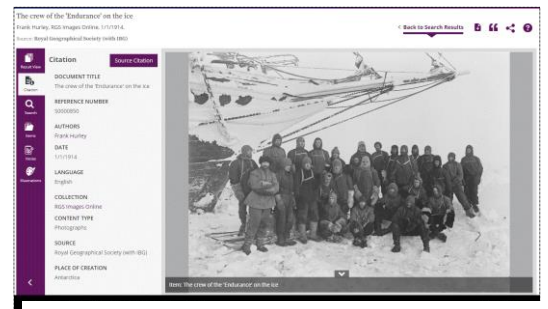 The crew of the 'Endurance' on the ice
Frank Hurley, RGS Images Online, 1/1/1914,
Source: Royal Geographical Society (with IBG)
Back to Search Results
Citation
Source Citation
DOCUMENT TITLE
The crew of the 'Endurance' on the ice
REFERENCE NUMBER
AUTHORS
Frank Hurley
DATE
1/1/1914
LANGUAGE
English
COLLECTION
RGS Images Online
CONTENT TYPE
Photographs
SOURCE
Royal Geographical Society (with IBG)
PLACE OF CREATION
Antarctica
Citation
Search
Item: The crew of the 'Endurance' on the ice